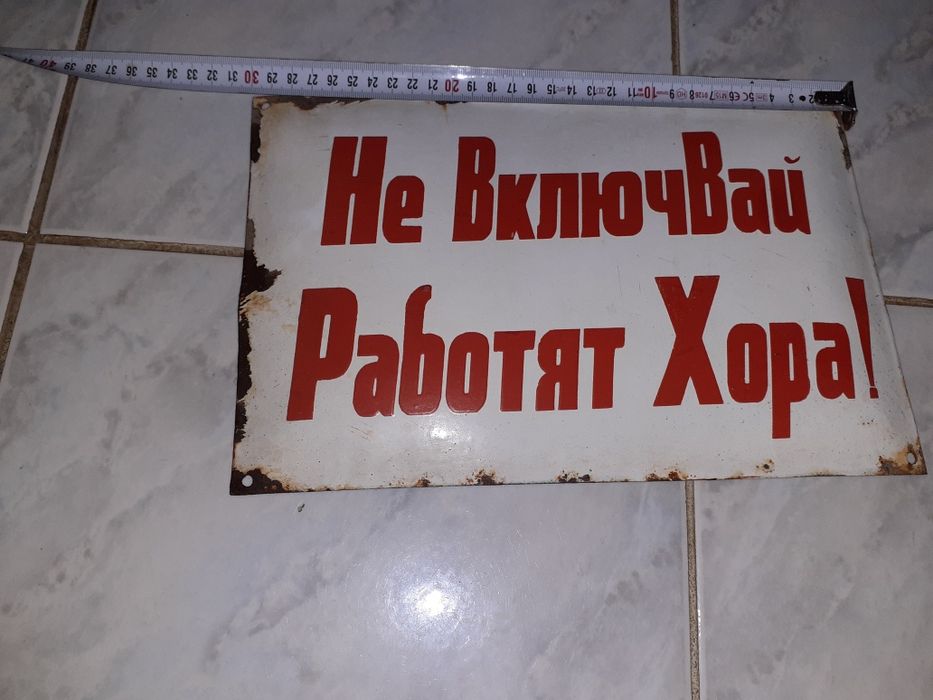 Не Включвай
Работят Хора!